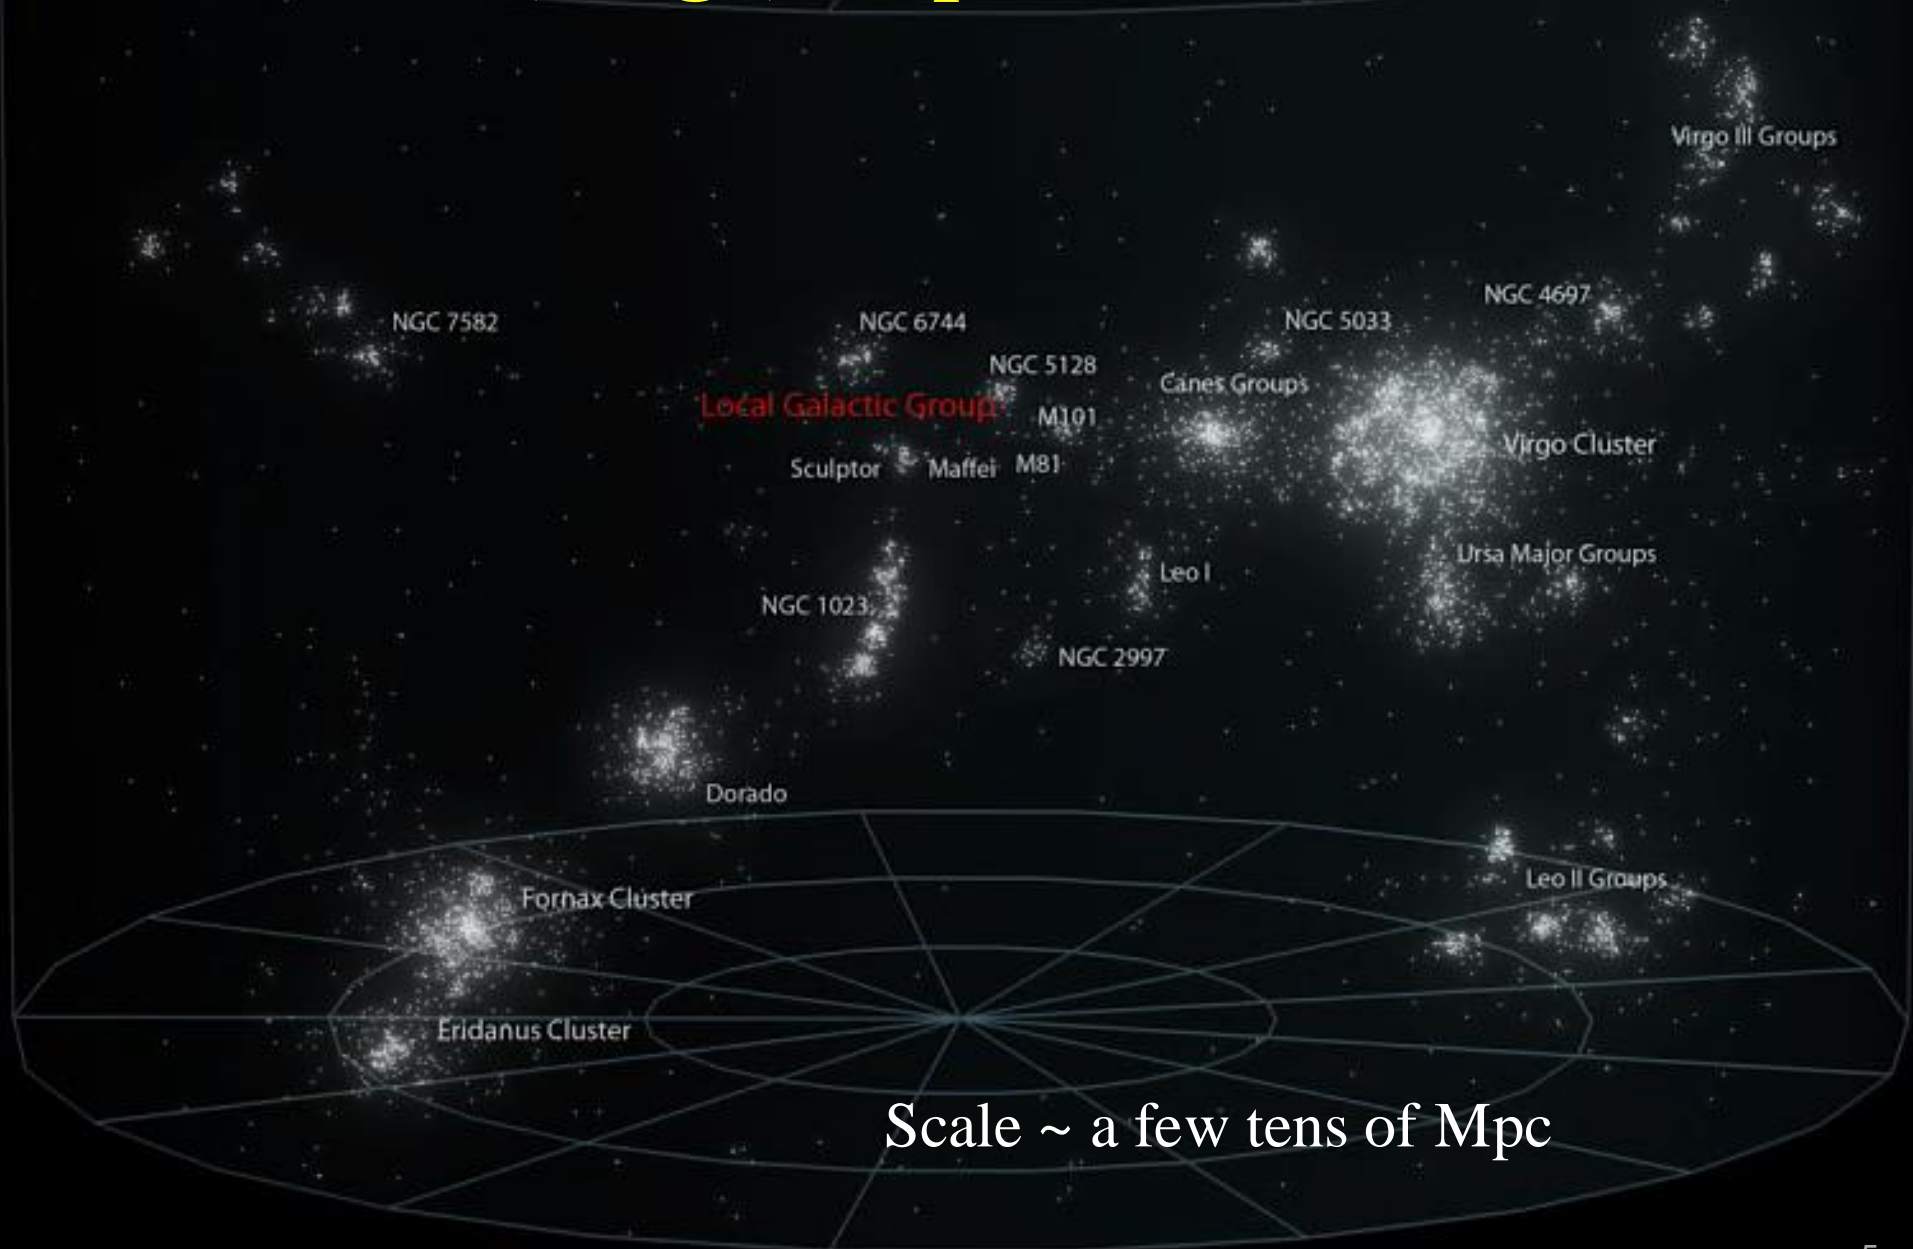 Virgo III Groups
NGC 4697
NGC 7582
NGC 6744
NGC 5033
NGC 5128
Canes Groups
Local Galactic Group
M101
Virgo Cluster
Sculptor
Maffei
M81
Ursa Major Groups
Leo I
NGC 1023
NGC 2997
Dorado
Leo II Groups
Fornax Cluster
Eridanus Cluster
Scale ~ a few tens of Mpc